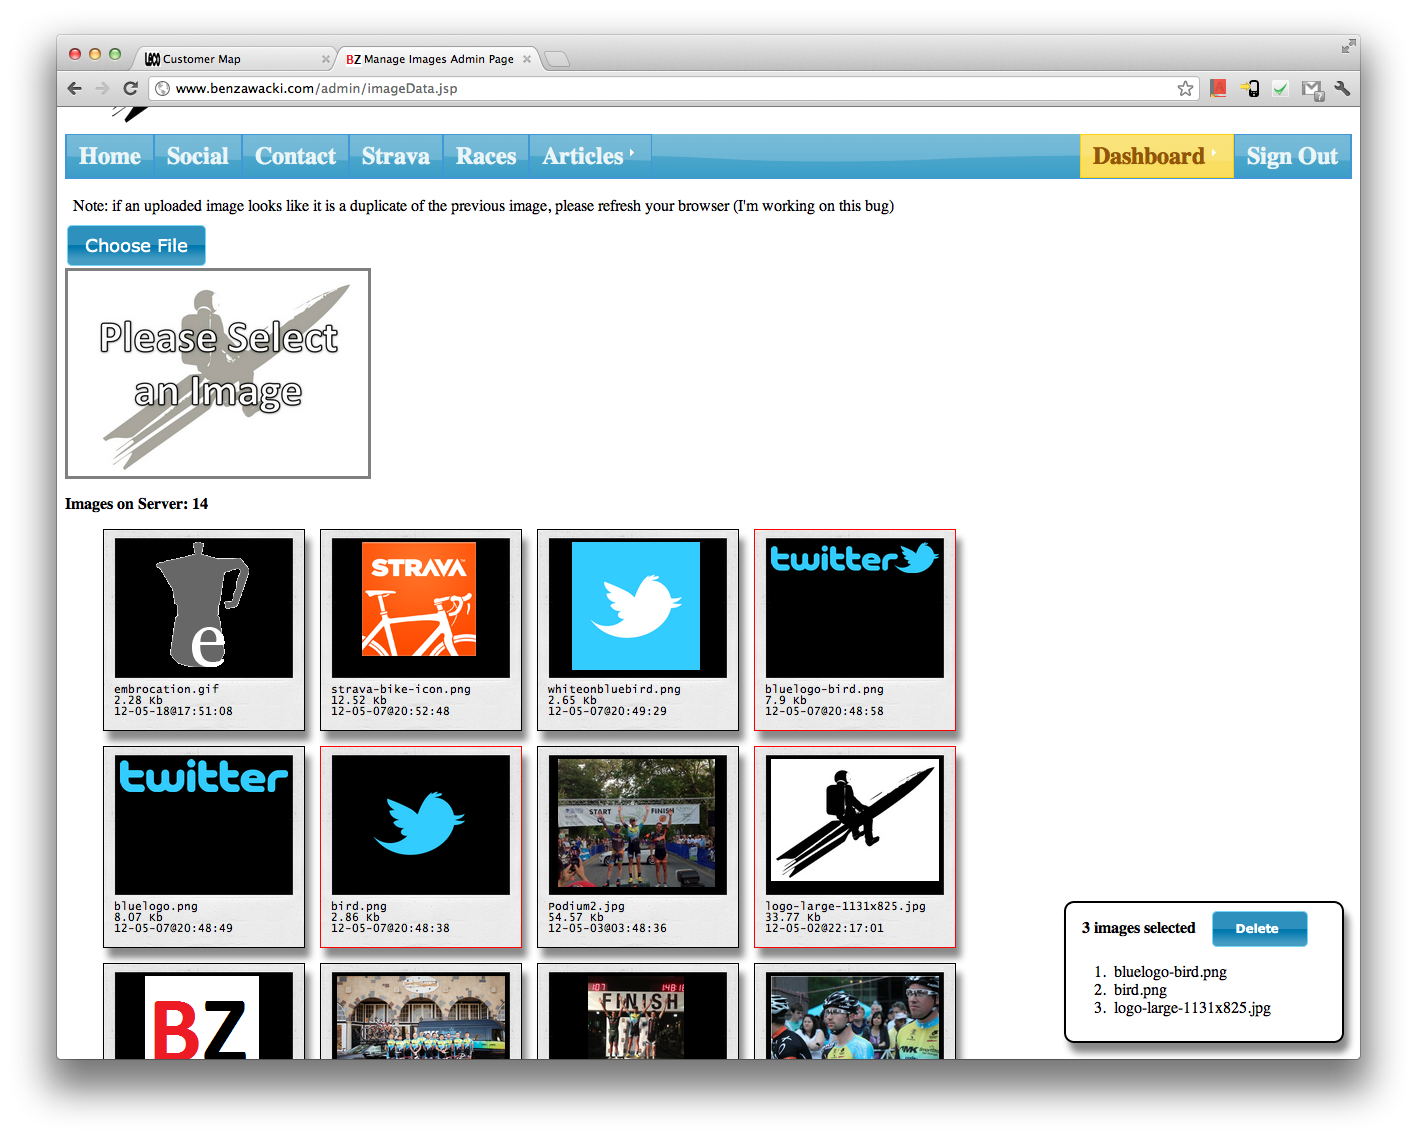 Customer Map
BZ Manage Images Admin Page
www.benzawacki.com/admin/imageData.jsp
Home Social Contact Strava Races Articles Dashboard Sign Out
Note: if an uploaded image looks like it is a duplicate of the previous image, please refresh your browser (I'm working on this bug)
Choose File
Please Select
an Image
Images on Server: 14
e
STRAVA
twitter
embrocation.gif
2.28 Kb
12-05-18@17:51:08
strava-bike-icon.png
12.52 Kb
12-05-07@20:52:48
whiteonbluebird.png
2.65 Kb
12-05-07@20:49:29
bluelogo-bird.png
7.9 Kb
12-05-07@20:48:58
twitter
START FINISH
bluelogo.png
8.07 Kb
12-05-07@20:48:49
bird.png
2.86 Kb
12-05-07@20:48:38
Podium2.jpg
54.57 Kb
12-05-03@03:48:36
logo-large-1131x825.jpg
33.77 Kb
12-05-02@22:17:01
BZ
FINISH
3 images selected
Delete
1. bluelogo-bird.png
2. bird.png
3. logo-large-1131x825.jpg